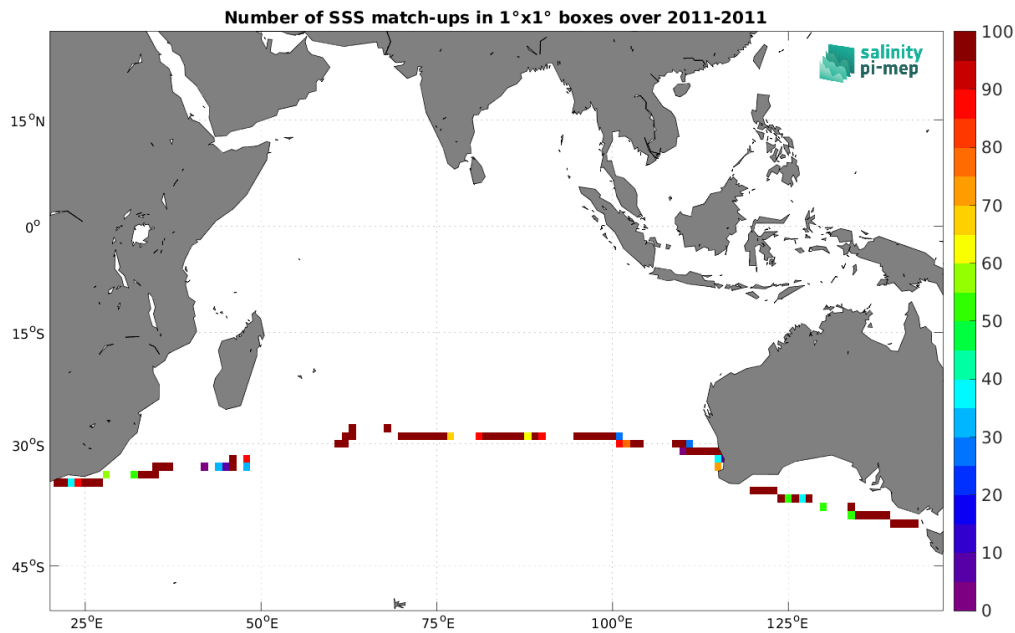 Number of SSS match-ups in 1°x1° boxes over 2011-2011
salinity
pi-mep
15°N
0°
15°S
30°S
45°S
25°E 50°E 75°E 100°E 125°E
100
90
80
70
60
50
40
30
20
10
0